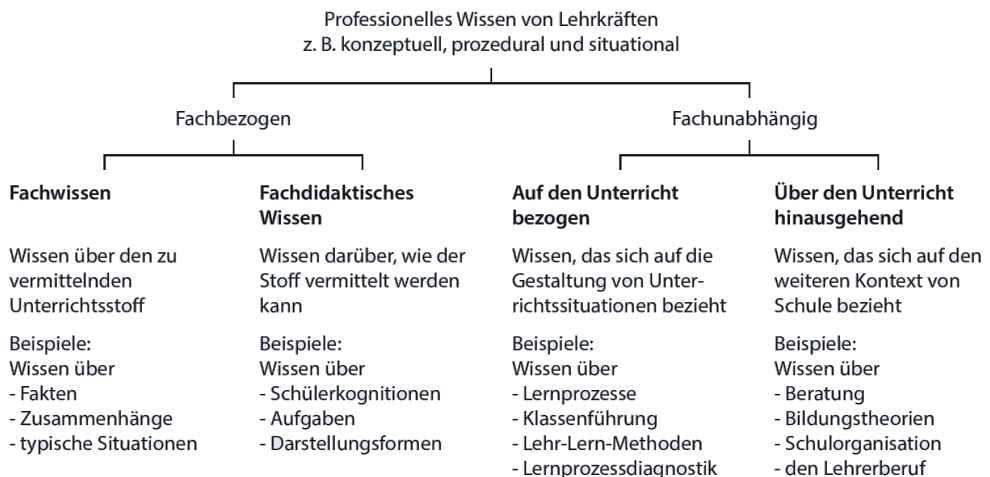 Professionelles Wissen von Lehrkräften
z. B. konzeptuell, prozedural und situational
Fachbezogen
Fachunabhängig
Fachwissen
Wissen über den zu
vermittelnden
Unterrichtsstoff
Beispiele:
Wissen über
- Fakten
- Zusammenhänge
- typische Situationen
Fachdidaktisches
Wissen
Wissen darüber, wie der
Stoff vermittelt werden
kann
Beispiele:
Wissen über
- Schülerkognitionen
- Aufgaben
- Darstellungsformen
Auf den Unterricht
bezogen
Wissen, das sich auf die
Gestaltung von Unter-
richtssituationen bezieht
Beispiele:
Wissen über
- Lernprozesse
- Klassenführung
- Lehr-Lern-Methoden
- Lernprozessdiagnostik
Über den Unterricht
hinausgehend
Wissen, das sich auf den
weiteren Kontext von
Schule bezieht
Beispiele:
Wissen über
- Beratung
- Bildungstheorien
- Schulorganisation
- den Lehrerberuf